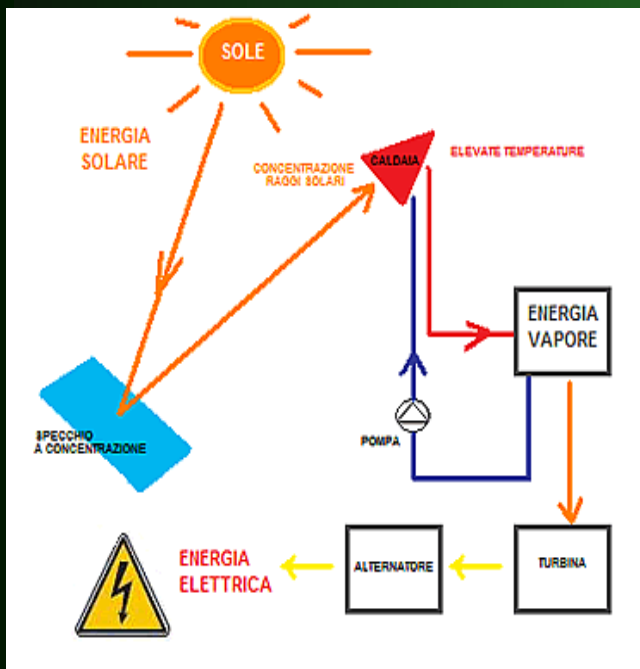 SOLE
ENERGIA
SOLARE
CONCENTRAZIONE
RAGGI SOLARI
CALDAIA
ELEVATE TEMPERATURE
ENERGIA
VAPORE
SPECCHIO
A CONCENTRAZIONE
POMPA
ENERGIA
ELETTRICA
ALTERNATORE
TURBINA